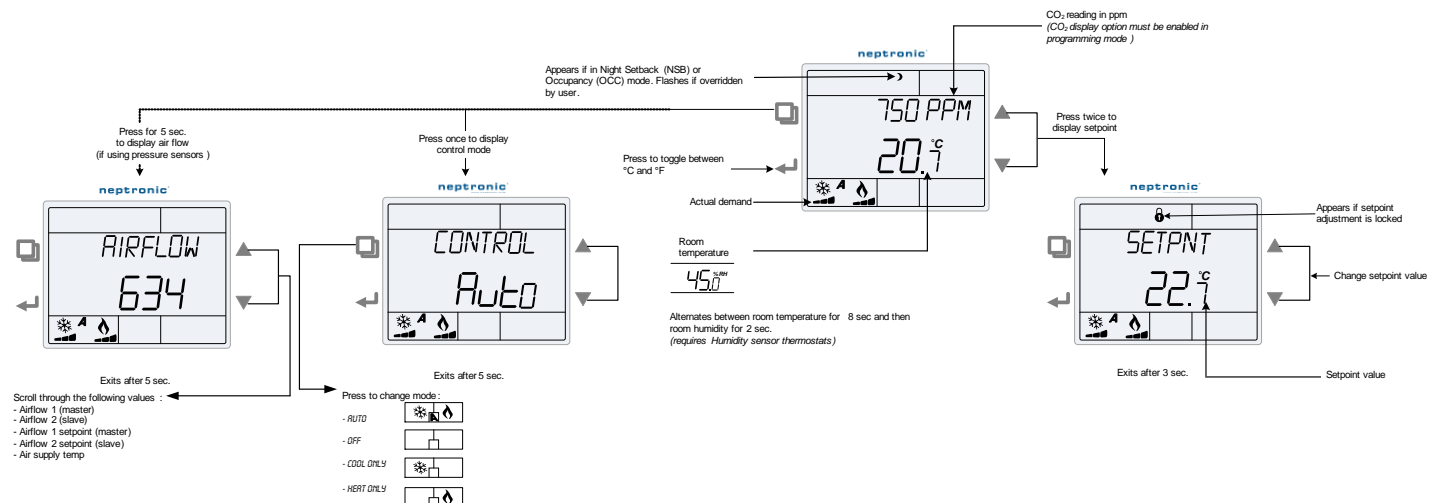 CO₂ reading in ppm
(CO₂ display option must be enabled in
programming mode )
neptronic
Appears if in Night Setback (NSB) or
Occupancy (OCC) mode. Flashes if overridden
by user.
750 PPM
20.7 °C
A
Press for 5 sec.
to display air flow
(if using pressure sensors )
Press once to display
control mode
Press to toggle between
°C and °F
Actual demand
Press twice to
display setpoint
Room
temperature
45.0 %RH
Alternates between room temperature for 8 sec and then
room humidity for 2 sec.
(requires Humidity sensor thermostats)
neptronic
AIRFLOW
634
A
Exits after 5 sec.
Scroll through the following values :
- Airflow 1 (master)
- Airflow 2 (slave)
- Airflow 1 setpoint (master)
- Airflow 2 setpoint (slave)
- Air supply temp
neptronic
CONTROL
Auto
A
Exits after 5 sec.
Press to change mode :
- AUTO
A
- OFF
- COOL ONLY
- HEAT ONLY
neptronic
SETPNT
22.7 °C
A
Appears if setpoint
adjustment is locked
Change setpoint value
Setpoint value
Exits after 3 sec.